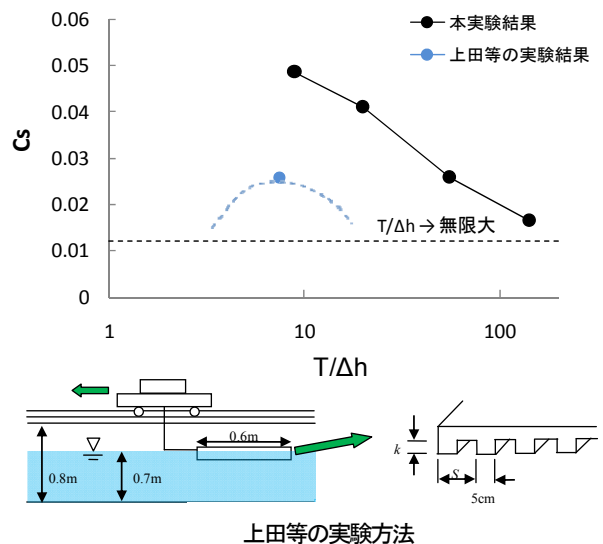 0.06
0.05
0.04
0.03
0.02
0.01
0
Cs
本実験結果
上田等の実験結果
T/Δh → 無限大
1
10
100
T/Δh
0.8m
0.7m
0.6m
k
S
5cm
上田等の実験方法